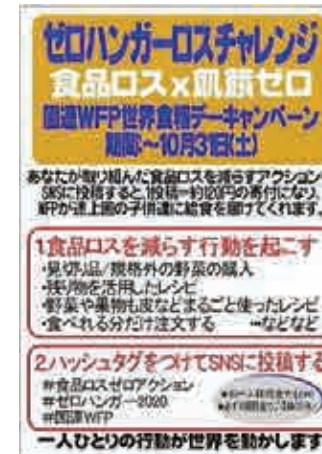 ゼロハンガーロスチャレンジ
食品ロスx飢餓ゼロ
国連WFP世界食糧デーキャンペーン
期間:~10月31日(土)
あなたが取り組んだ食品ロスを減らすアクションを
SNSに投稿すると1投稿=約120円の寄付になり、
WFPから途上国の子供達に給食を届けてくれます。
1.食品ロスを減らす行動を起こす
・見切り品/規格外の野菜の購入
・残り物を活用したレシピ
・野菜や果物も皮などまるごと使ったレシピ
・食べれる分だけ注文する …などなど
2.ハッシュタグをつけてSNSに投稿する
#食品ロスゼロアクション
#ゼロハンガー2020
#国連WFP
一人ひとりの行動が世界を動かします